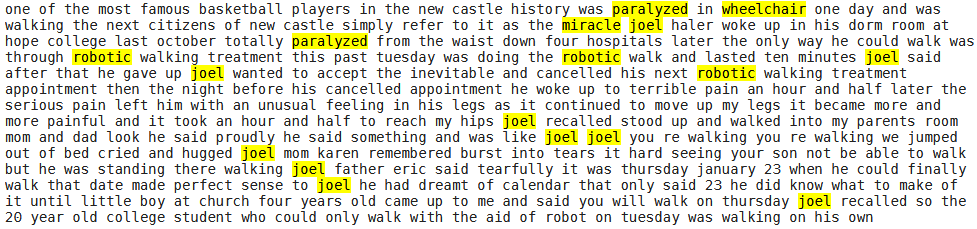 one of the most famous basketball players in the new castle history was paralyzed in wheelchair one day and was
walking the next citizens of new castle simply refer to it as the miracle joel haler woke up in his dorm room at
hope college last october totally paralyzed from the waist down four hospitals later the only way he could walk was
through robotic walking treatment this past tuesday was doing the robotic walk and lasted ten minutes joel said
after that he gave up joel wanted to accept the inevitable and cancelled his next robotic walking treatment
appointment then the night before his cancelled appointment he woke up to terrible pain an hour and half later the
serious pain left him with an unusual feeling in his legs as it continued to move up my legs it became more and
more painful and it took an hour and half to reach my hips joel recalled stood up and walked into my parents room
mom and dad look he said proudly he said something and was like joel joel you re walking you re walking we jumped
out of bed cried and hugged joel mom karen remembered burst into tears it hard seeing your son not be able to walk
but he was standing there walking joel father eric said tearfully it was thursday january 23 when he could finally
walk that date made perfect sense to joel he had dreamt of calendar that only said 23 he did know what to make of
it until little boy at church four years old came up to me and said you will walk on thursday joel recalled so the
20 year old college student who could only walk with the aid of robot on tuesday was walking on his own